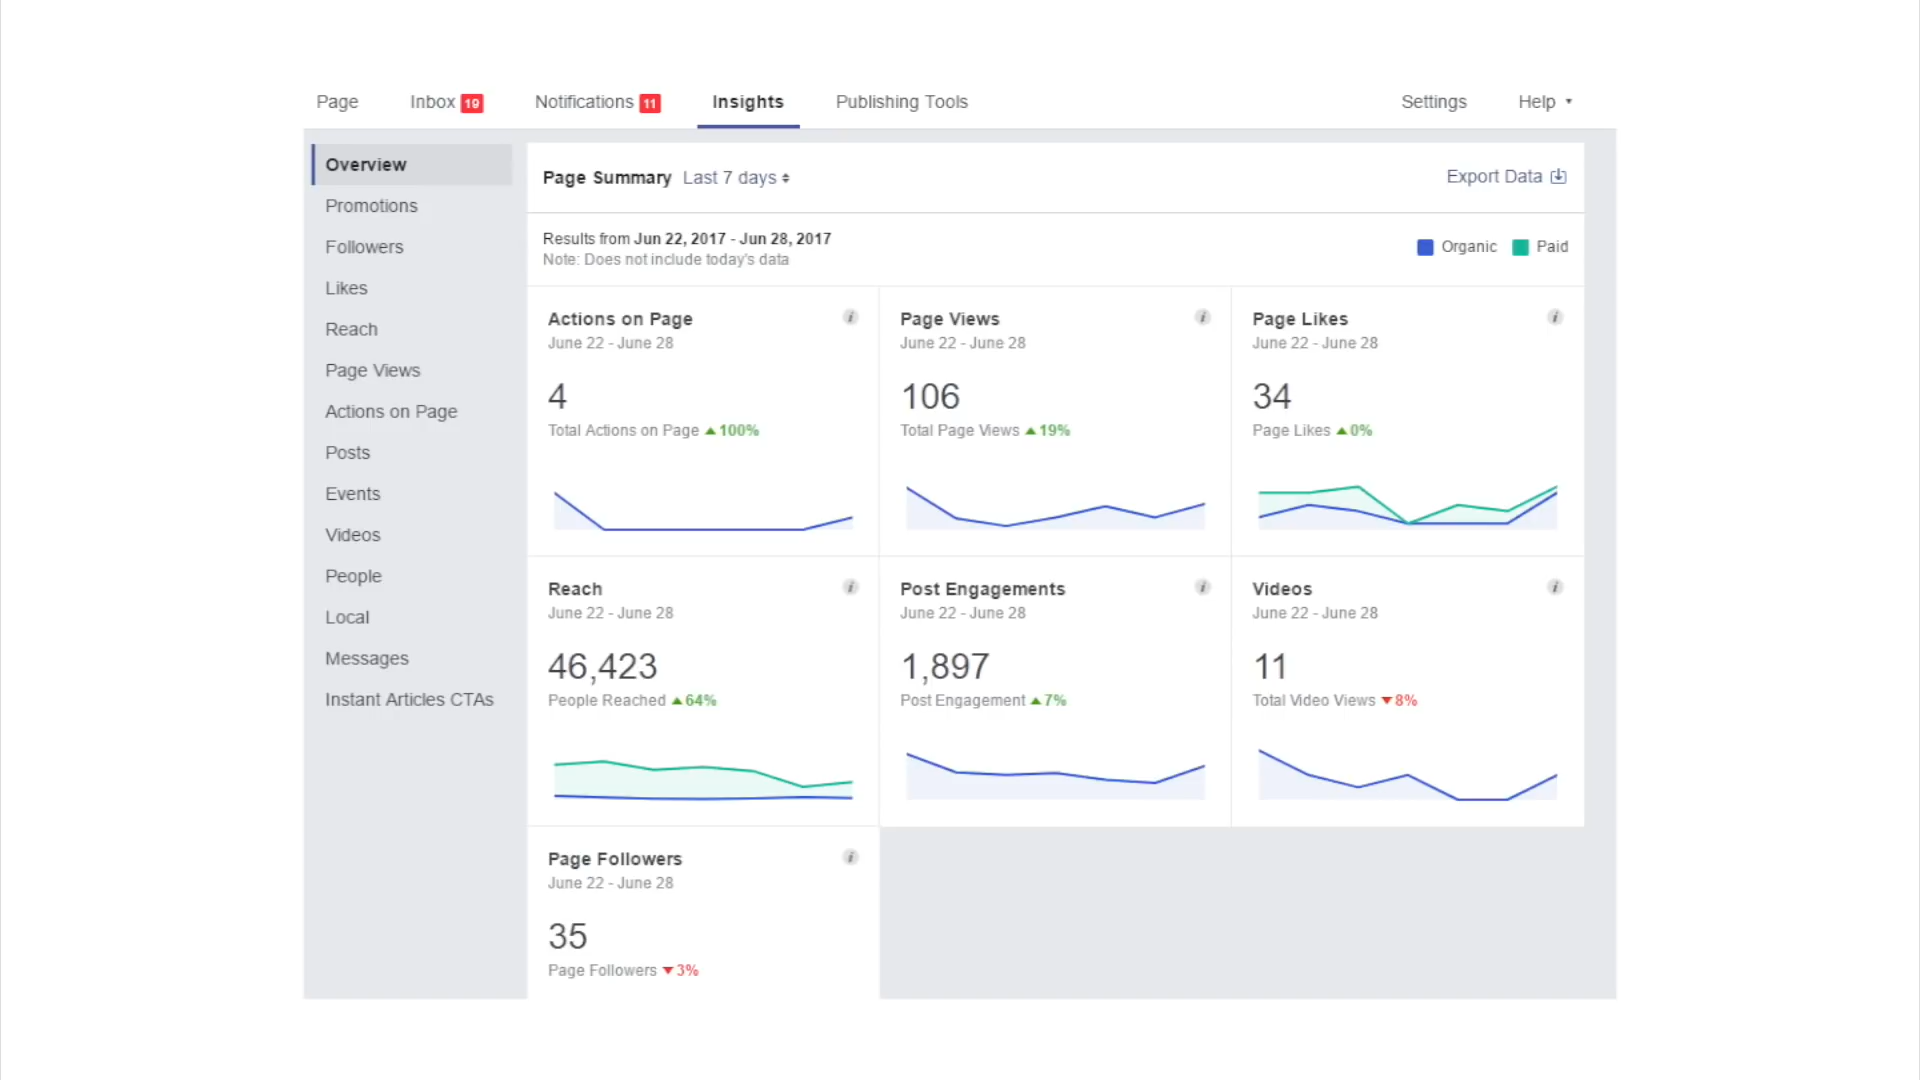 Page
Inbox 19
Notifications 11
Insights
Publishing Tools
Settings
Help
Overview
Promotions
Followers
Likes
Reach
Page Views
Actions on Page
Posts
Events
Videos
People
Local
Messages
Instant Articles CTAs
Page Summary Last 7 days
Export Data
Results from Jun 22, 2017 - Jun 28, 2017
Note: Does not include today's data
Organic
Paid
Actions on Page
June 22 - June 28
4
Total Actions on Page 100%
Page Views
June 22 - June 28
106
Total Page Views 19%
Page Likes
June 22 - June 28
34
Page Likes 0%
Reach
June 22 - June 28
46,423
People Reached 64%
Post Engagements
June 22 - June 28
1,897
Post Engagement 7%
Videos
June 22 - June 28
11
Total Video Views 8%
Page Followers
June 22 - June 28
35
Page Followers 3%